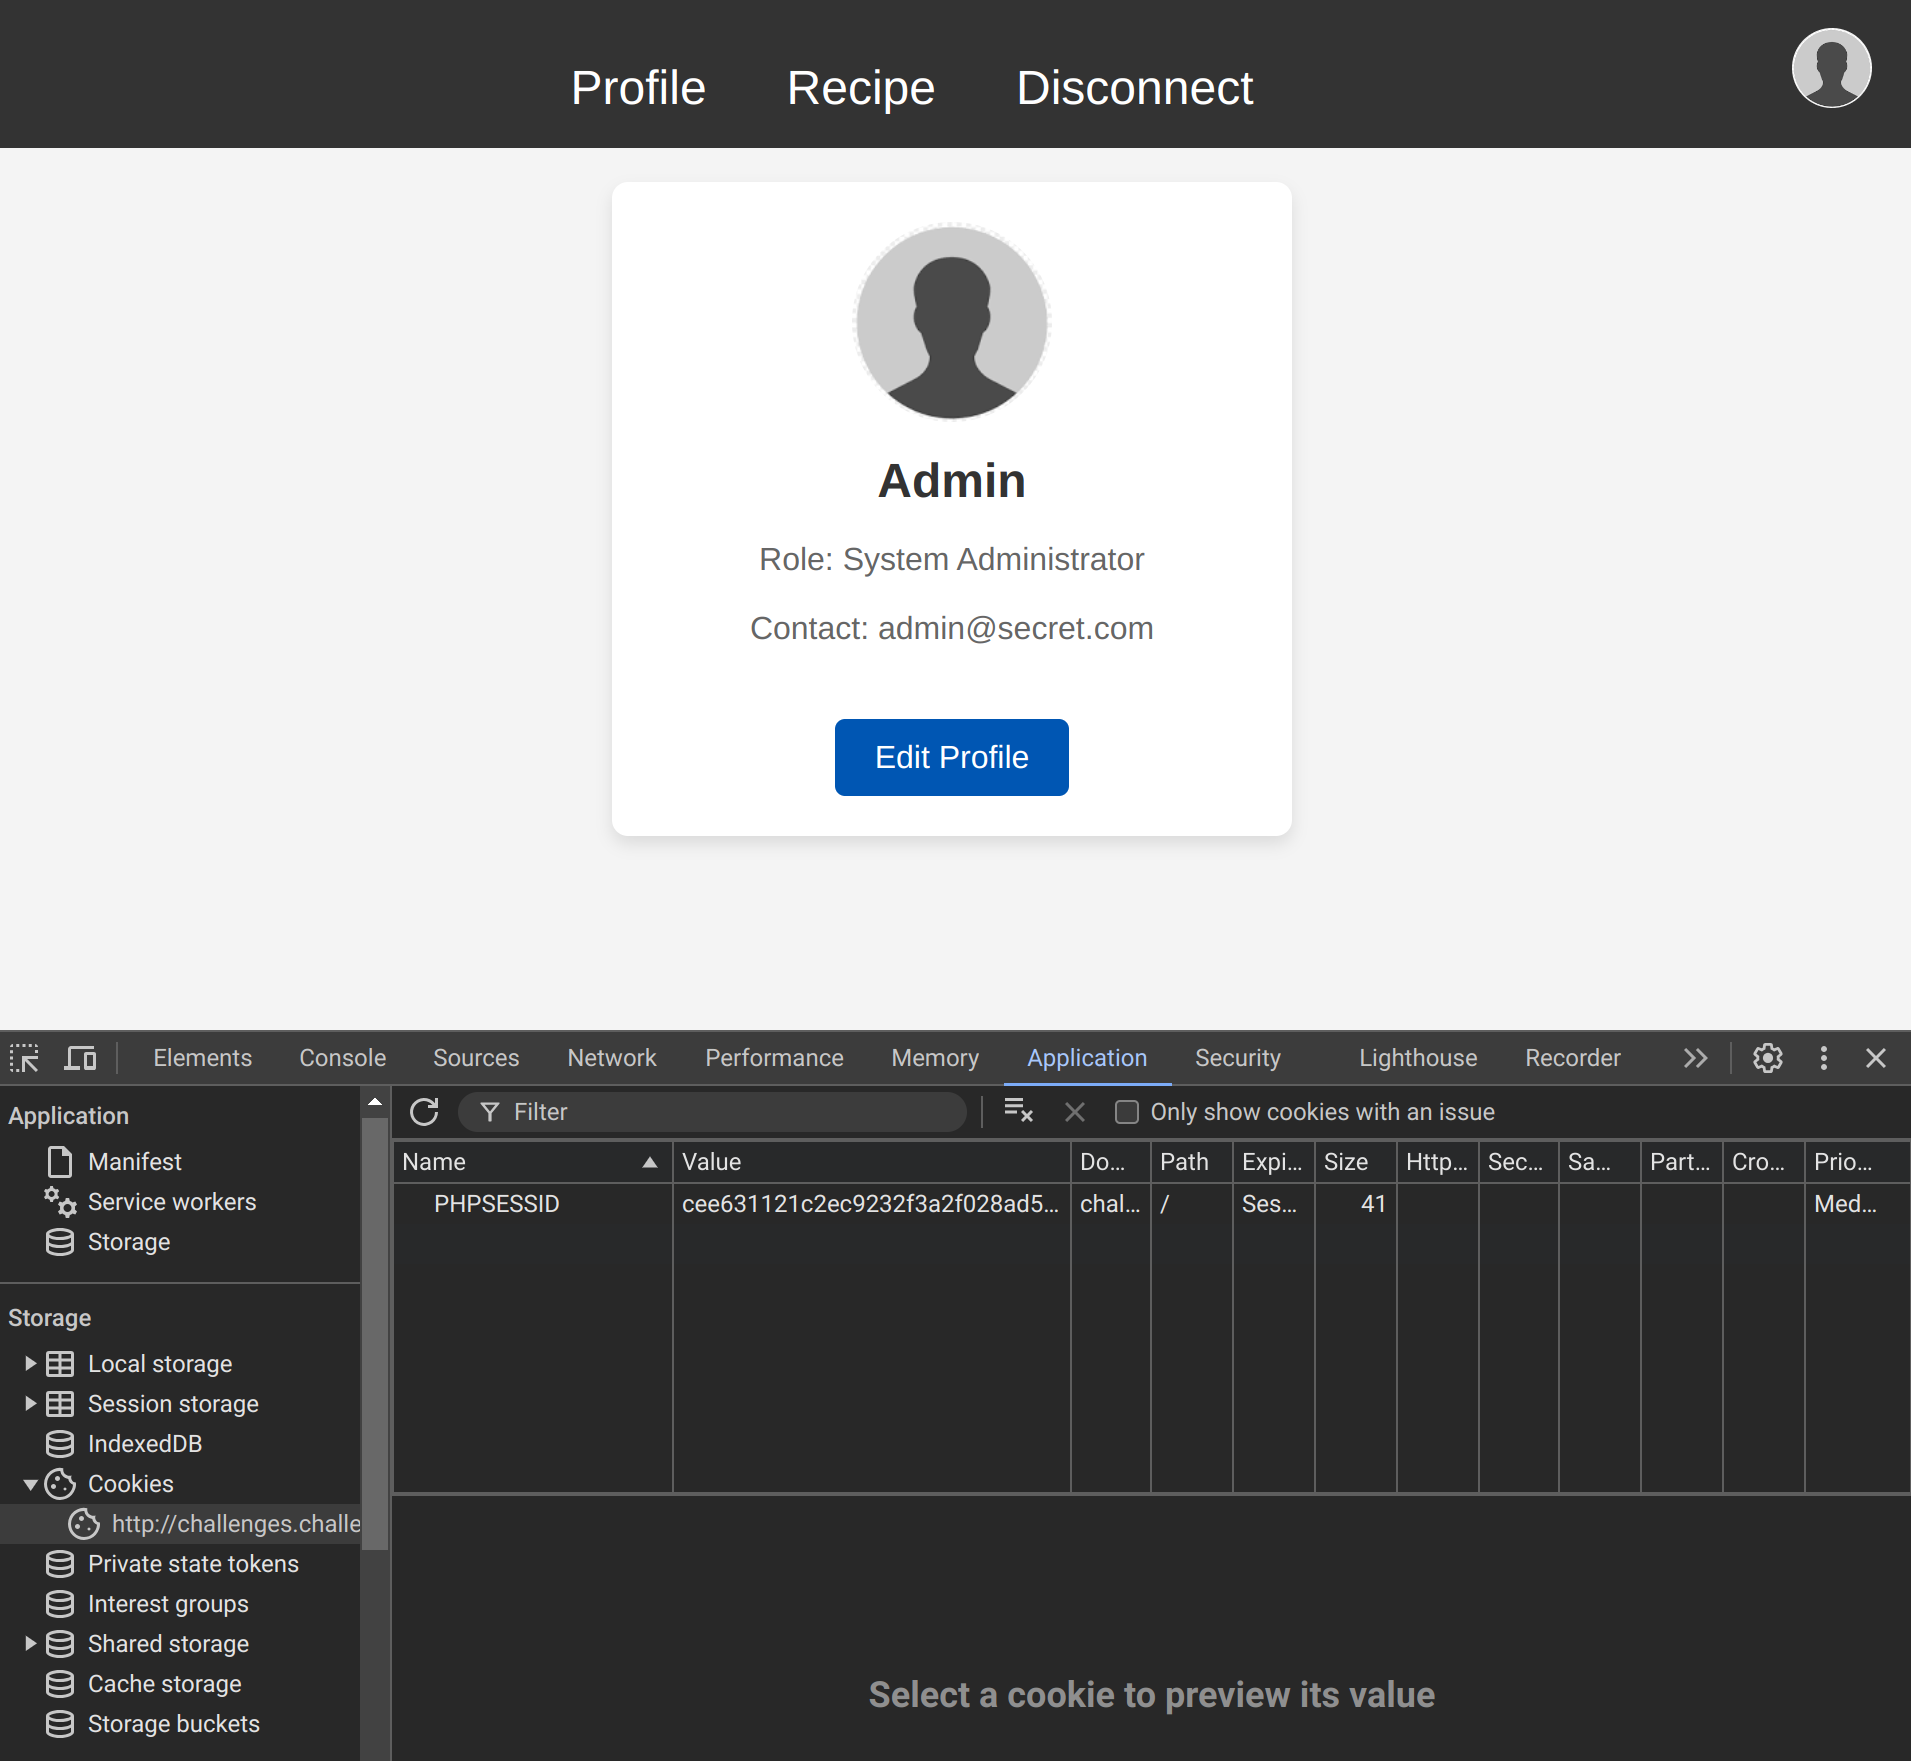 Profile Recipe Disconnect
Admin
Role: System Administrator
Contact: admin@secret.com
Edit Profile
Elements Console Sources Network Performance Memory Application Security Lighthouse Recorder
Application
Manifest
Service workers
Storage
Storage
Local storage
Session storage
IndexedDB
Cookies
http://challenges.challe
Private state tokens
Interest groups
Shared storage
Cache storage
Storage buckets
Filter Only show cookies with an issue
Name Value Do... Path Expi... Size Http... Sec... Sa... Part... Cro... Prio...
PHPSESSID cee631121c2ec9232f3a2f028ad5... chal... / Ses... 41 Med...
Select a cookie to preview its value